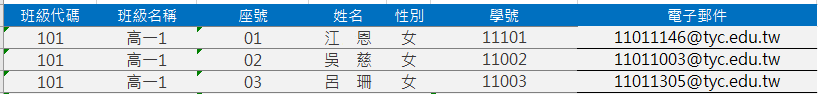 班級代碼 班級名稱 座號 姓名 性別 學號 電子郵件
101 高一1 01 江 恩 女 11101 11011146@tyc.edu.tw
101 高一1 02 吳 慈 女 11002 11011003@tyc.edu.tw
101 高一1 03 呂 珊 女 11003 11011305@tyc.edu.tw